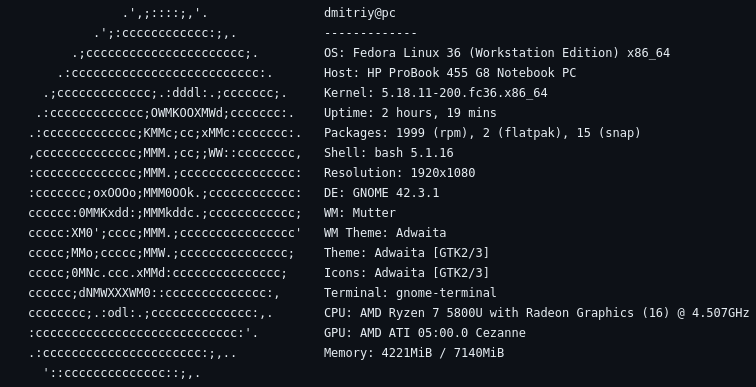 .',;::::;,'.                dmitriy@pc
         .';:cccccccccccc:;,.            -------------
      .;cccccccccccccccccccccc;.         OS: Fedora Linux 36 (Workstation Edition) x86_64
    .:cccccccccccccccccccccccccc:.       Host: HP ProBook 455 G8 Notebook PC
  .;ccccccccccccc;.:dddl:.;ccccccc;.     Kernel: 5.18.11-200.fc36.x86_64
 .:ccccccccccccc;OWMKOOXMWd;ccccccc:.    Uptime: 2 hours, 19 mins
.:ccccccccccccc;KMMc;cc;xMMc:ccccccc:.   Packages: 1999 (rpm), 2 (flatpak), 15 (snap)
,cccccccccccccc;MMM.;cc;;WW::cccccccc,   Shell: bash 5.1.16
:cccccccccccccc;MMM.;cccccccccccccccc:   Resolution: 1920x1080
:ccccccc;oxOOOo;MMM0OOk.;cccccccccccc:   DE: GNOME 42.3.1
cccccc:0MMKxdd:;MMMkddc.;cccccccccccc;   WM: Mutter
ccccc:XM0';cccc;MMM.;cccccccccccccccc'   WM Theme: Adwaita
ccccc;MMo;ccccc;MMW.;ccccccccccccccc;    Theme: Adwaita [GTK2/3]
ccccc;0MNc.ccc.xMMd:ccccccccccccccc;     Icons: Adwaita [GTK2/3]
cccccc;dNMWXXXWM0::cccccccccccccc:,      Terminal: gnome-terminal
cccccccc;.:odl:.;cccccccccccccc:,.       CPU: AMD Ryzen 7 5800U with Radeon Graphics (16) @ 4.507GHz
:cccccccccccccccccccccccccccc:'.         GPU: AMD ATI 05:00.0 Cezanne
.:cccccccccccccccccccccc:;,..            Memory: 4221MiB / 7140MiB
  '::cccccccccccccc::;,.